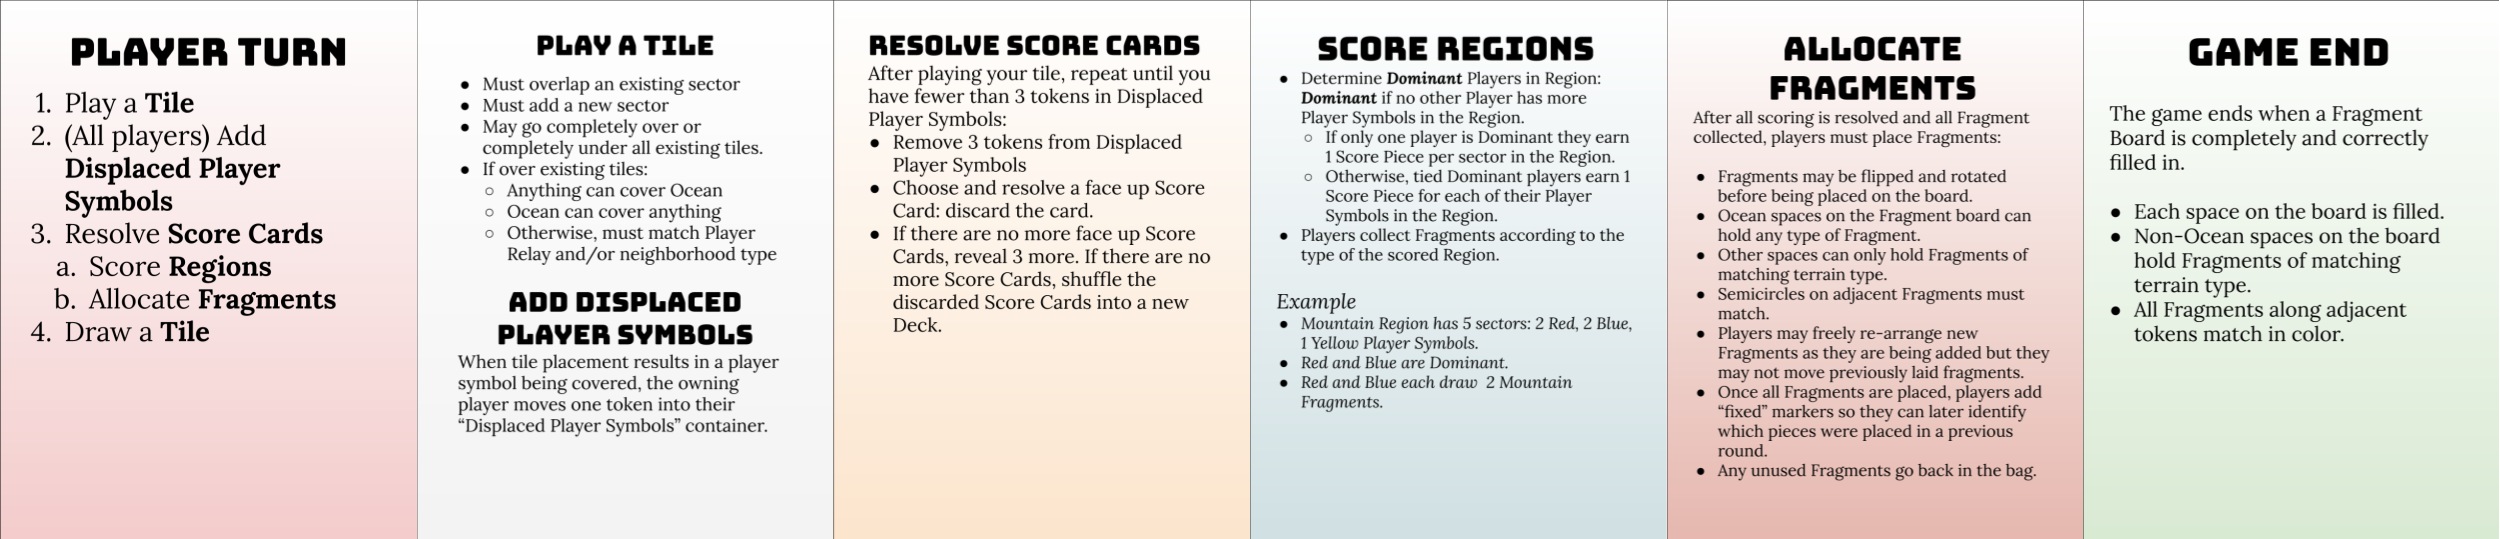 PLAYER TURN
1. Play a Tile
2. (All players) Add
Displaced Player
Symbols
3. Resolve Score Cards
a. Score Regions
b. Allocate Fragments
4. Draw a Tile
PLAY A TILE
● Must overlap an existing sector
● Must add a new sector
● May go completely over or
completely under all existing tiles.
● If over existing tiles:
○ Anything can cover Ocean
○ Ocean can cover anything
○ Otherwise, must match Player
Relay and/or neighborhood type
ADD DISPLACED
PLAYER SYMBOLS
When tile placement results in a player
symbol being covered, the owning
player moves one token into their
“Displaced Player Symbols” container.
RESOLVE SCORE CARDS
After playing your tile, repeat until you
have fewer than 3 tokens in Displaced
Player Symbols:
● Remove 3 tokens from Displaced
Player Symbols
● Choose and resolve a face up Score
Card: discard the card.
● If there are no more face up Score
Cards, reveal 3 more. If there are no
more Score Cards, shuffle the
discarded Score Cards into a new
Deck.
SCORE REGIONS
● Determine Dominant Players in Region:
Dominant if no other Player has more
Player Symbols in the Region.
○ If only one player is Dominant they earn
1 Score Piece per sector in the Region.
○ Otherwise, tied Dominant players earn 1
Score Piece for each of their Player
Symbols in the Region.
● Players collect Fragments according to the
type of the scored Region.
Example
● Mountain Region has 5 sectors: 2 Red, 2 Blue,
1 Yellow Player Symbols.
● Red and Blue are Dominant.
● Red and Blue each draw 2 Mountain
Fragments.
ALLOCATE
FRAGMENTS
After all scoring is resolved and all Fragment
collected, players must place Fragments:
● Fragments may be flipped and rotated
before being placed on the board.
● Ocean spaces on the Fragment board can
hold any type of Fragment.
● Other spaces can only hold Fragments of
matching terrain type.
● Semicircles on adjacent Fragments must
match.
● Players may freely re-arrange new
Fragments as they are being added but they
may not move previously laid fragments.
● Once all Fragments are placed, players add
“fixed” markers so they can later identify
which pieces were placed in a previous
round.
● Any unused Fragments go back in the bag.
GAME END
The game ends when a Fragment
Board is completely and correctly
filled in.
● Each space on the board is filled.
● Non-Ocean spaces on the board
hold Fragments of matching
terrain type.
● All Fragments along adjacent
tokens match in color.